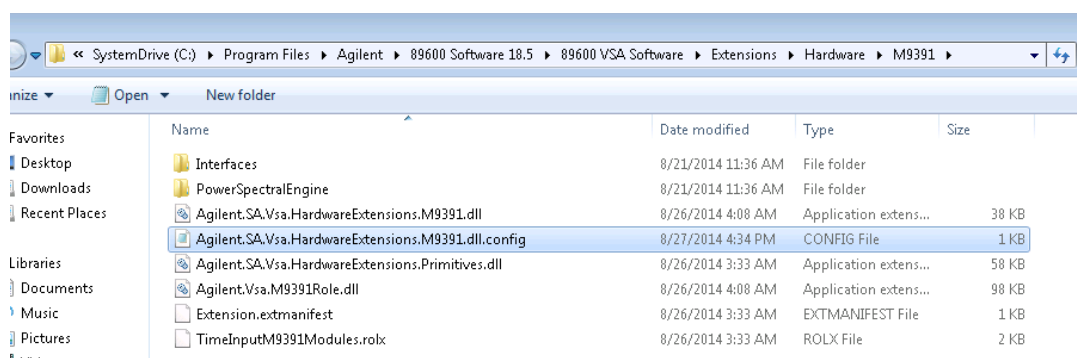 « SystemDrive (C:) ▸ Program Files ▸ Agilent ▸ 89600 Software 18.5 ▸ 89600 VSA Software ▸ Extensions ▸ Hardware ▸ M9391 ▸
nize ▾ Open ▾ New folder
Name Date modified Type Size
Favorites
Desktop
Downloads
Recent Places
Libraries
Documents
Music
Pictures
Interfaces 8/21/2014 11:36 AM File folder
PowerSpectralEngine 8/21/2014 11:36 AM File folder
Agilent.SA.Vsa.HardwareExtensions.M9391.dll 8/26/2014 4:08 AM Application extens... 38 KB
Agilent.SA.Vsa.HardwareExtensions.M9391.dll.config 8/27/2014 4:34 PM CONFIG File 1 KB
Agilent.SA.Vsa.HardwareExtensions.Primitives.dll 8/26/2014 3:33 AM Application extens... 58 KB
Agilent.Vsa.M9391Role.dll 8/26/2014 4:08 AM Application extens... 98 KB
Extension.extmanifest 8/26/2014 3:33 AM EXTMANIFEST File 1 KB
TimeInputM9391Modules.rolx 8/26/2014 3:33 AM ROLX File 2 KB